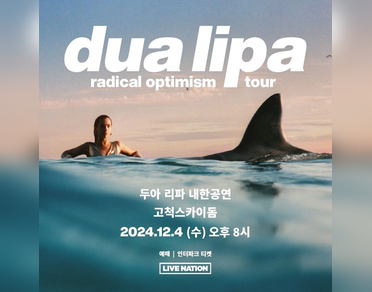 dua lipa
radical optimism tour
두아 리파 내한공연
고척스카이돔
2024.12.4 (수) 오후 8시
예매 | 인터파크 티켓
LIVE NATION